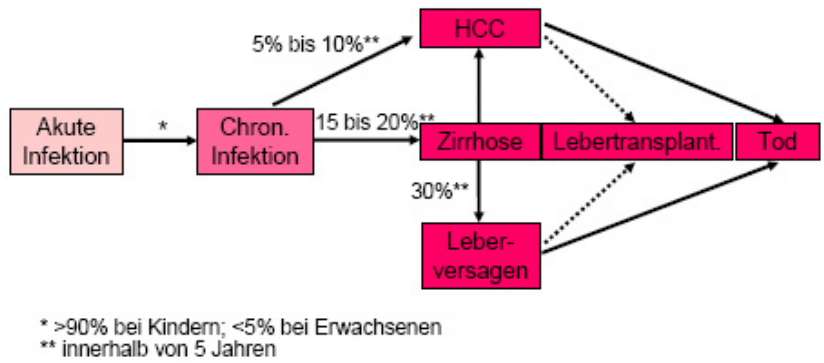 HCC
5% bis 10%**
Akute
Infektion
*
Chron.
Infektion
15 bis 20%**
Zirrhose
Lebertransplant.
Tod
30%**
Leber-
versagen
* >90% bei Kindern; <5% bei Erwachsenen
** innerhalb von 5 Jahren